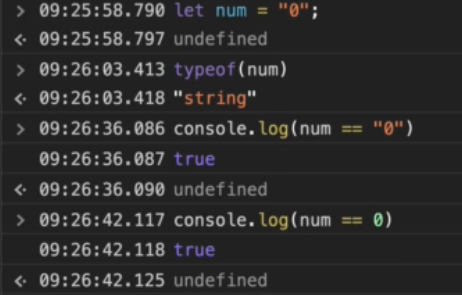 > 09:25:58.790 let num = "0";
<· 09:25:58.797 undefined
> 09:26:03.413 typeof(num)
<· 09:26:03.418 "string"
> 09:26:36.086 console.log(num == "0")
09:26:36.087 true
<· 09:26:36.090 undefined
> 09:26:42.117 console.log(num == 0)
09:26:42.118 true
<· 09:26:42.125 undefined